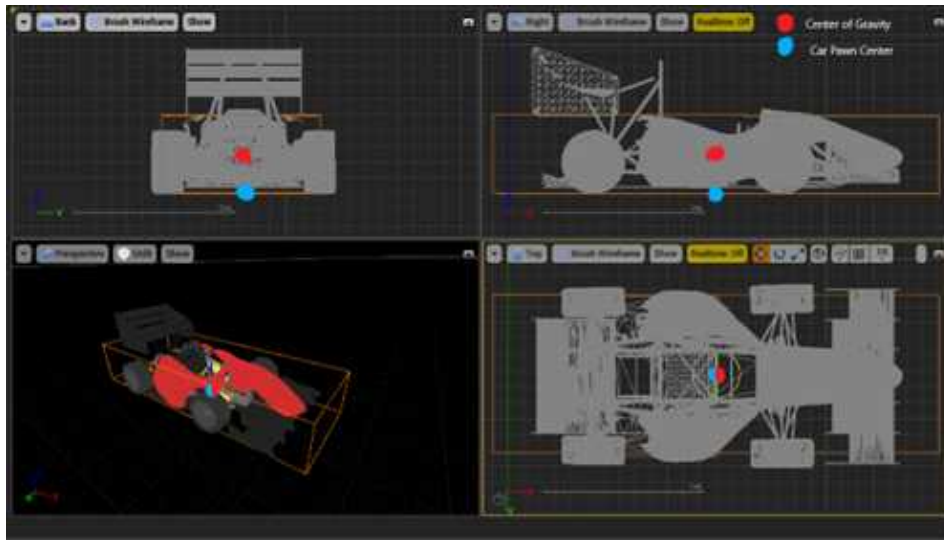 Back Brush Wireframe Show
Right Brush Wireframe Show Realtime Off
Center of Gravity
Car Pawn Center
Perspective Show
Top Brush Wireframe Show Realtime Off